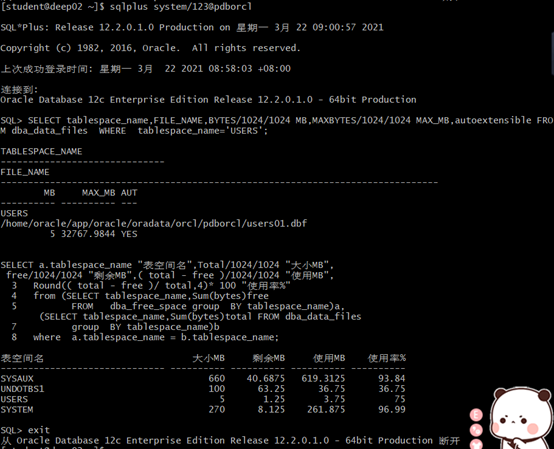 [student@deep02 ~]$ sqlplus system/123@pdborcl
SQL*Plus: Release 12.2.0.1.0 Production on 星期一 3月 22 09:00:57 2021
Copyright (c) 1982, 2016, Oracle.  All rights reserved.
上次成功登录时间: 星期一 3月  22 2021 08:58:03 +08:00
连接到:
Oracle Database 12c Enterprise Edition Release 12.2.0.1.0 - 64bit Production
SQL> SELECT tablespace_name,FILE_NAME,BYTES/1024/1024 MB,MAXBYTES/1024/1024 MAX_MB,autoextensible FRO
M dba_data_files  WHERE  tablespace_name='USERS';
TABLESPACE_NAME
------------------------------
FILE_NAME
--------------------------------------------------------------------------------
        MB     MAX_MB AUT
---------- ---------- ---
USERS
/home/oracle/app/oracle/oradata/orcl/pdborcl/users01.dbf
         5 32767.9844 YES
SELECT a.tablespace_name "表空间名",Total/1024/1024 "大小MB",
 free/1024/1024 "剩余MB",( total - free )/1024/1024 "使用MB",
  3  Round(( total - free )/ total,4)* 100 "使用率%"
  4  from (SELECT tablespace_name,Sum(bytes)free
  5          FROM   dba_free_space group  BY tablespace_name)a,
       (SELECT tablespace_name,Sum(bytes)total FROM dba_data_files
  7          group  BY tablespace_name)b
  8  where  a.tablespace_name = b.tablespace_name;
表空间名                           大小MB     剩余MB     使用MB    使用率%
------------------------------ ---------- ---------- ---------- ----------
SYSAUX                                660    40.6875   619.3125      93.84
UNDOTBS1                              100      63.25      36.75      36.75
USERS                                   5       1.25       3.75         75
SYSTEM                                270      8.125    261.875      96.99
SQL> exit
从 Oracle Database 12c Enterprise Edition Release 12.2.0.1.0 - 64bit Production 断开